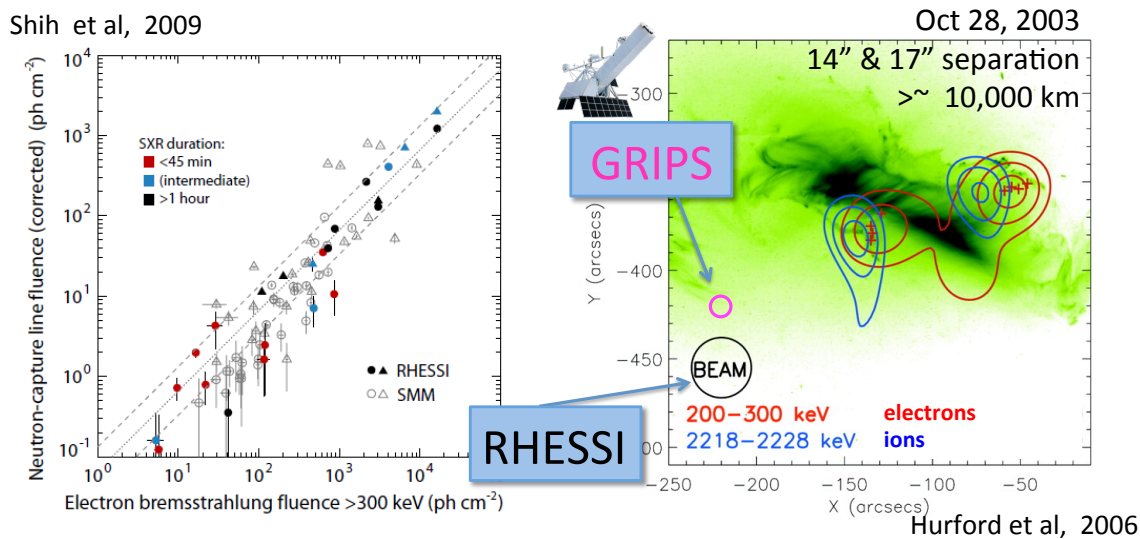 Shih et al, 2009
Neutron-capture line fluence (corrected) (ph cm⁻²)
10⁴
10³
10²
10¹
10⁰
10⁻¹
SXR duration:
<45 min
(intermediate)
>1 hour
RHESSI
SMM
10⁰ 10¹ 10² 10³ 10⁴
Electron bremsstrahlung fluence >300 keV (ph cm⁻²)
Oct 28, 2003
14” & 17” separation
>~ 10,000 km
GRIPS
RHESSI
Y (arcsecs)
−300
−400
−450
BEAM
200−300 keV electrons
2218−2228 keV ions
−250 −200 −150 −100 −50
X (arcsecs)
Hurford et al, 2006